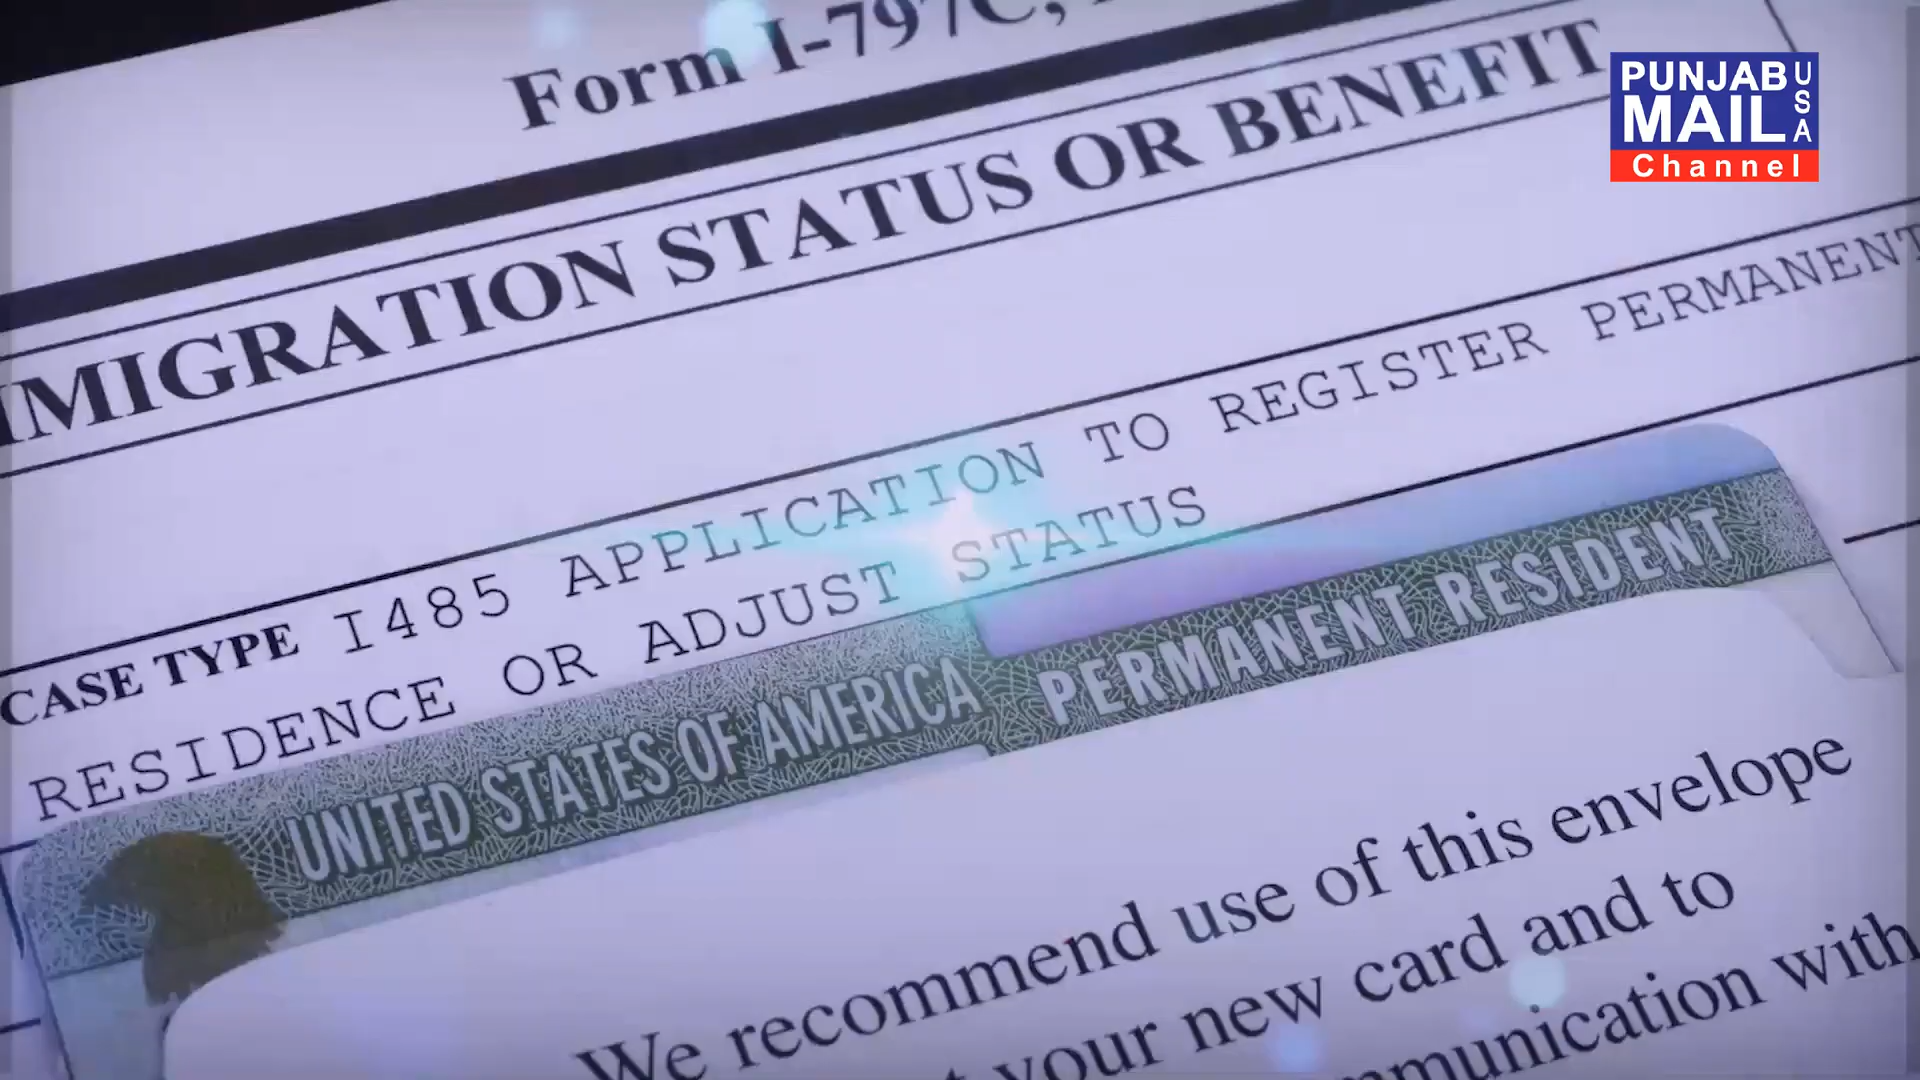 Form I-797C,
PUNJAB
MAIL
USA
Channel
MMIGRATION STATUS OR BENEFIT
CASE TYPE I485 APPLICATION TO REGISTER PERMANENT
RESIDENCE OR ADJUST STATUS
UNITED STATES OF AMERICA PERMANENT RESIDENT
We recommend use of this envelope
your new card and to
mmunication with